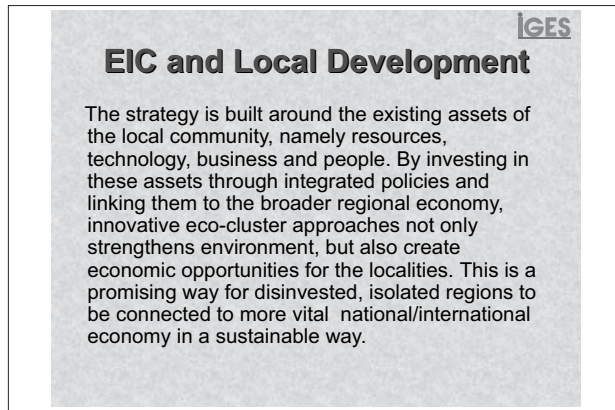 IGES
EIC and Local Development
The strategy is built around the existing assets of
the local community, namely resources,
technology, business and people. By investing in
these assets through integrated policies and
linking them to the broader regional economy,
innovative eco-cluster approaches not only
strengthens environment, but also create
economic opportunities for the localities. This is a
promising way for disinvested, isolated regions to
be connected to more vital national/international
economy in a sustainable way.